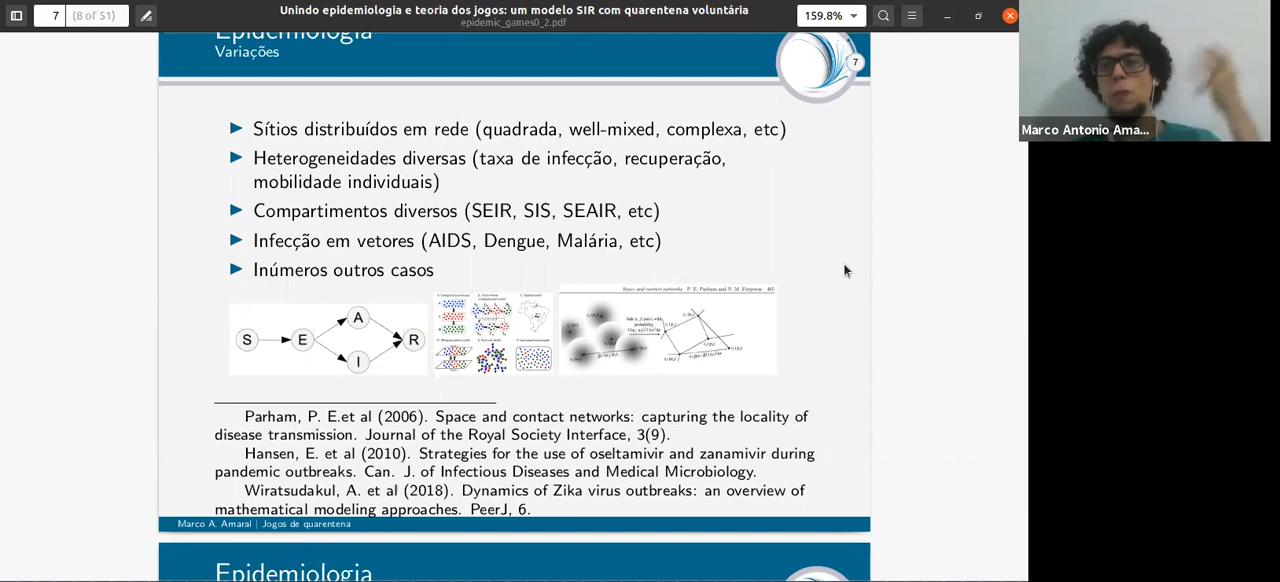 7
(8 of 51)
Unindo epidemiologia e teoria dos jogos: um modelo SIR com quarentena voluntária
epidemic_games0_2.pdf
159.8%
Epidemiologia
Variações
7
Sítios distribuídos em rede (quadrada, well-mixed, complexa, etc)
Heterogeneidades diversas (taxa de infecção, recuperação,
mobilidade individuais)
Compartimentos diversos (SEIR, SIS, SEAIR, etc)
Infecção em vetores (AIDS, Dengue, Malária, etc)
Inúmeros outros casos
S E A I R
Space and contact networks P. E. Parham and N. M. Ferguson 485
Parham, P. E.et al (2006). Space and contact networks: capturing the locality of
disease transmission. Journal of the Royal Society Interface, 3(9).
Hansen, E. et al (2010). Strategies for the use of oseltamivir and zanamivir during
pandemic outbreaks. Can. J. of Infectious Diseases and Medical Microbiology.
Wiratsudakul, A. et al (2018). Dynamics of Zika virus outbreaks: an overview of
mathematical modeling approaches. PeerJ, 6.
Marco A. Amaral | Jogos de quarentena
Epidemiologia
Marco Antonio Ama...